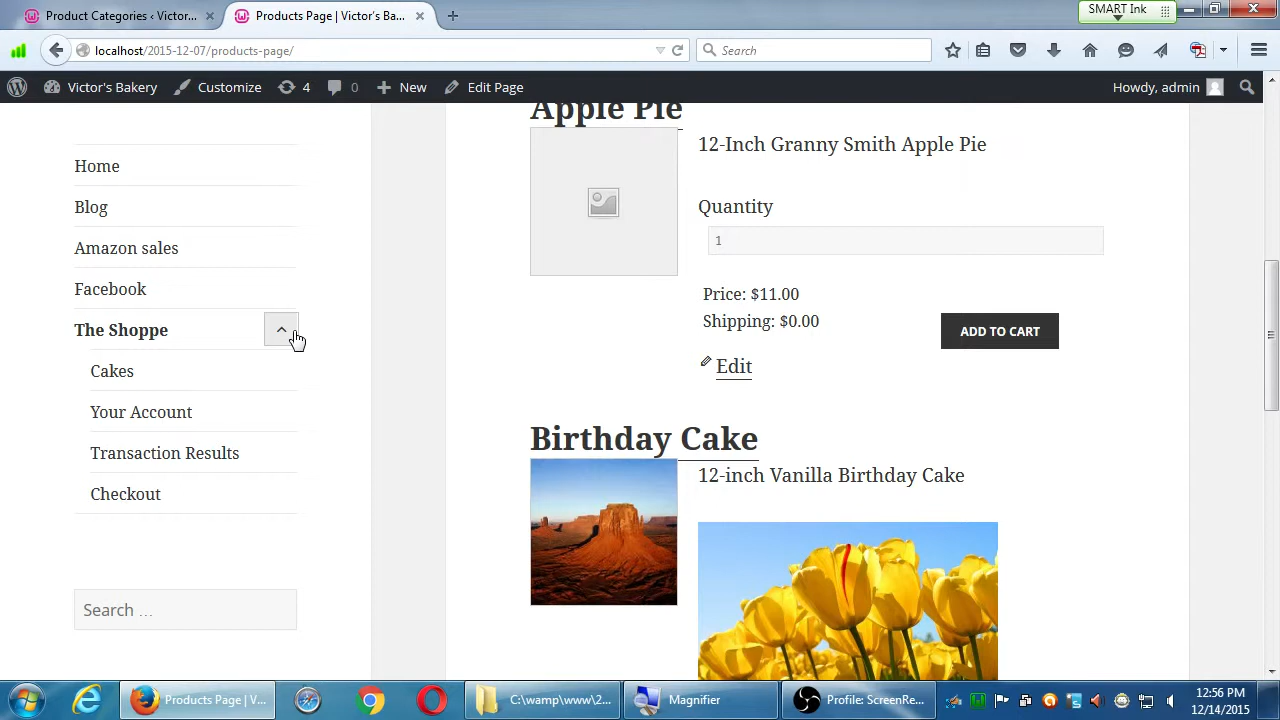 Product Categories ‹ Victor...
Products Page | Victor's Ba...
SMART Ink
localhost/2015-12-07/products-page/
Search
Victor's Bakery
Customize
4
0
New
Edit Page
Howdy, admin
Home
Blog
Amazon sales
Facebook
The Shoppe
Cakes
Your Account
Transaction Results
Checkout
Search …
Apple Pie
12-Inch Granny Smith Apple Pie
Quantity
1
Price: $11.00
Shipping: $0.00
ADD TO CART
Edit
Birthday Cake
12-inch Vanilla Birthday Cake
Products Page | V...
C:\wamp\www\2...
Magnifier
Profile: ScreenRe...
12:56 PM
12/14/2015